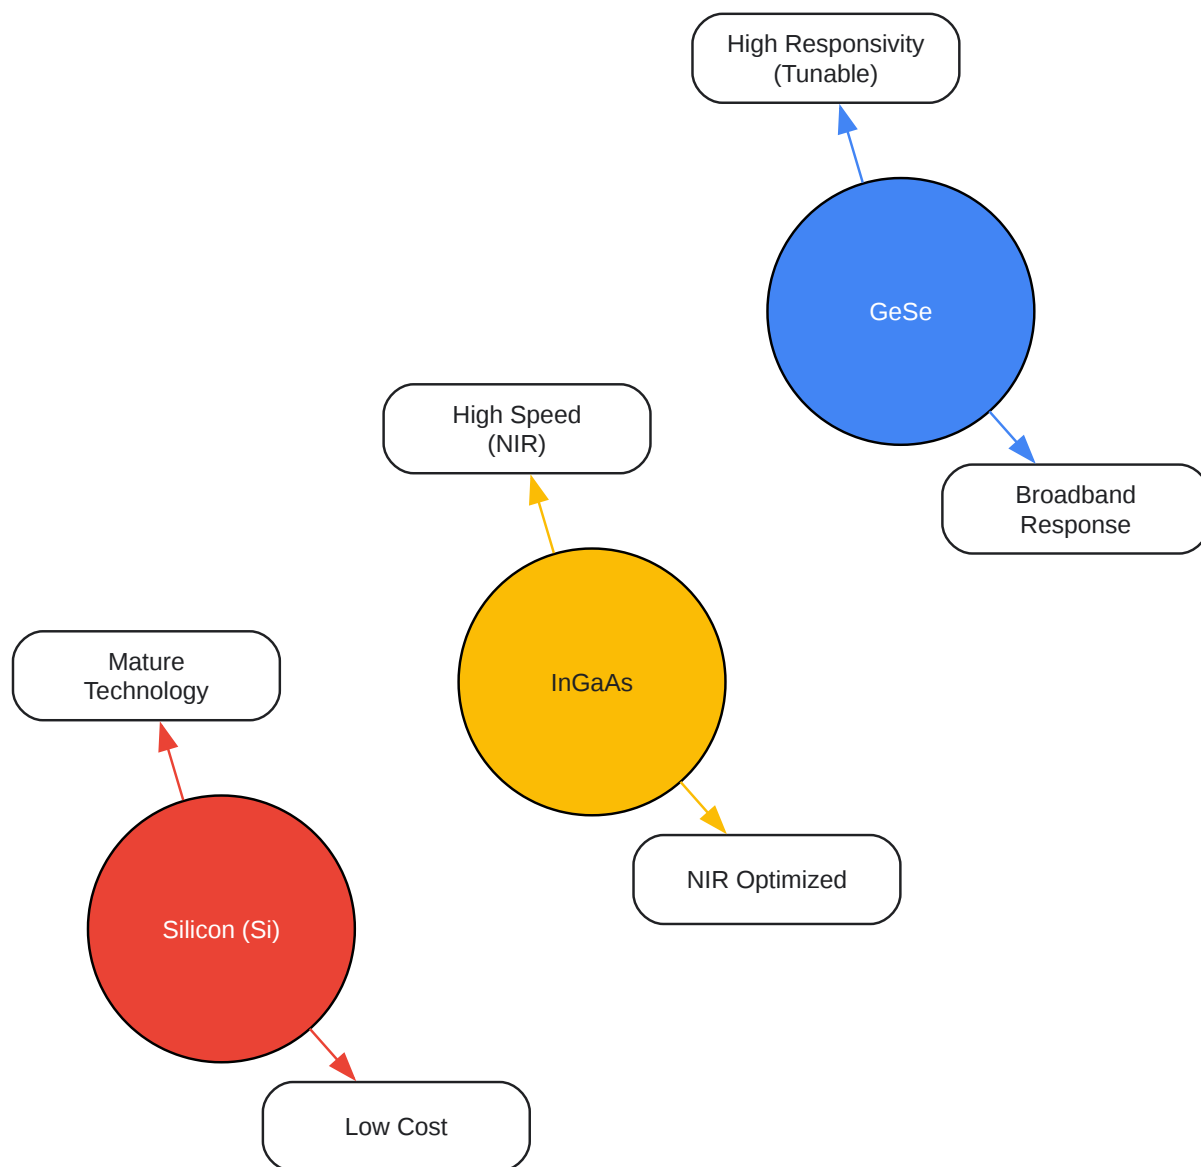 High Responsivity
(Tunable)
GeSe
Broadband
Response
High Speed
(NIR)
InGaAs
NIR Optimized
Mature
Technology
Silicon (Si)
Low Cost